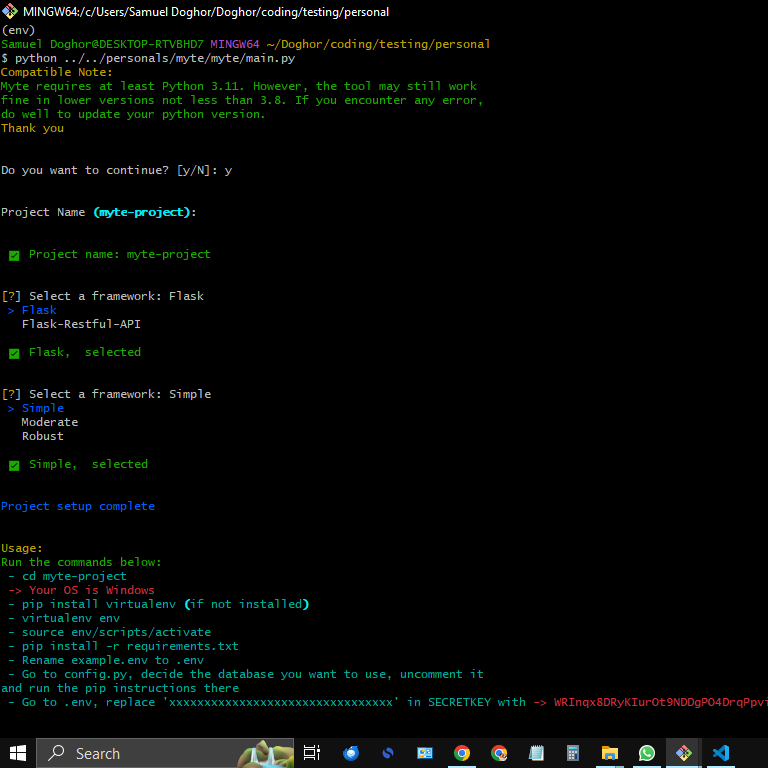 MINGW64:/c/Users/Samuel Doghor/Doghor/coding/testing/personal
(env)
Samuel Doghor@DESKTOP-RTVBHD7 MINGW64 ~/Doghor/coding/testing/personal
$ python ../../personals/myte/myte/main.py
Compatible Note:
Myte requires at least Python 3.11. However, the tool may still work
fine in lower versions not less than 3.8. If you encounter any error,
do well to update your python version.
Thank you
Do you want to continue? [y/N]: y
Project Name (myte-project):
Project name: myte-project
[?] Select a framework: Flask
> Flask
Flask-Restful-API
Flask,  selected
[?] Select a framework: Simple
> Simple
Moderate
Robust
Simple,  selected
Project setup complete
Usage:
Run the commands below:
- cd myte-project
-> Your OS is Windows
- pip install virtualenv (if not installed)
- virtualenv env
- source env/scripts/activate
- pip install -r requirements.txt
- Rename example.env to .env
- Go to config.py, decide the database you want to use, uncomment it
and run the pip instructions there
- Go to .env, replace 'xxxxxxxxxxxxxxxxxxxxxxxxxxxxxxxx' in SECRETKEY with -> WRInqx8DRyKIurOt9NDDgPO4DrqPpvi
Search